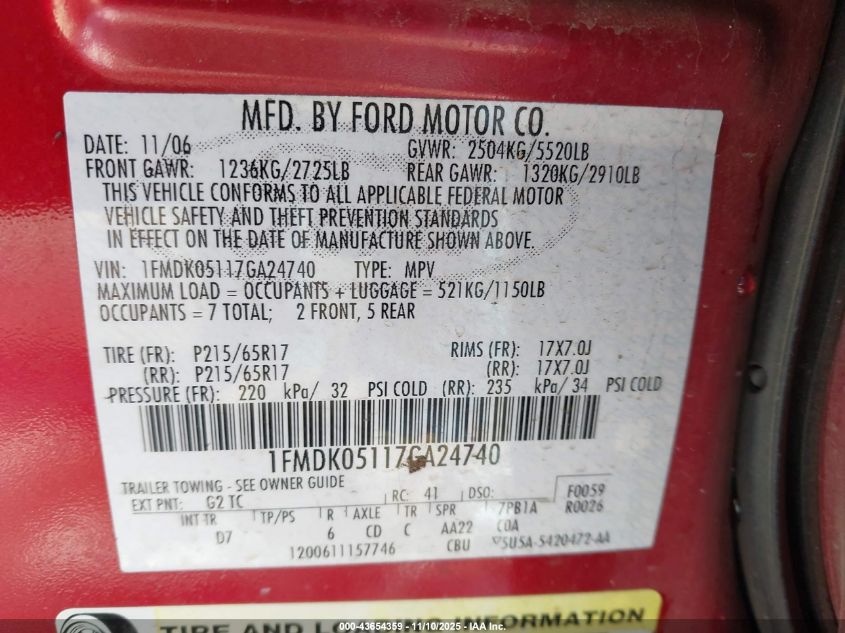 MFD. BY FORD MOTOR CO.
DATE: 11/06 GVWR: 2504KG/5520LB
FRONT GAWR: 1236KG/2725LB REAR GAWR: 1320KG/2910LB
THIS VEHICLE CONFORMS TO ALL APPLICABLE FEDERAL MOTOR
VEHICLE SAFETY AND THEFT PREVENTION STANDARDS
IN EFFECT ON THE DATE OF MANUFACTURE SHOWN ABOVE.
VIN: 1FMDK05117GA24740 TYPE: MPV
MAXIMUM LOAD = OCCUPANTS + LUGGAGE = 521KG/1150LB
OCCUPANTS = 7 TOTAL; 2 FRONT, 5 REAR
TIRE (FR): P215/65R17 RIMS (FR): 17X7.0J
(RR): P215/65R17 (RR): 17X7.0J
PRESSURE (FR): 220 kPa/ 32 PSI COLD (RR): 235 kPa/ 34 PSI COLD
1FMDK05117GA24740
TRAILER TOWING - SEE OWNER GUIDE
EXT PNT: G2 TC RC: 41 DSO: F0059
INT TR TP/PS R AXLE TR SPR 7PB1A R0026
D7 6 CD C AA22 COA
1200611157746 CBU 5USA-5420472-AA
TIRE AND INFORMATION
000-43654359 - 11/10/2025 - IAA Inc.